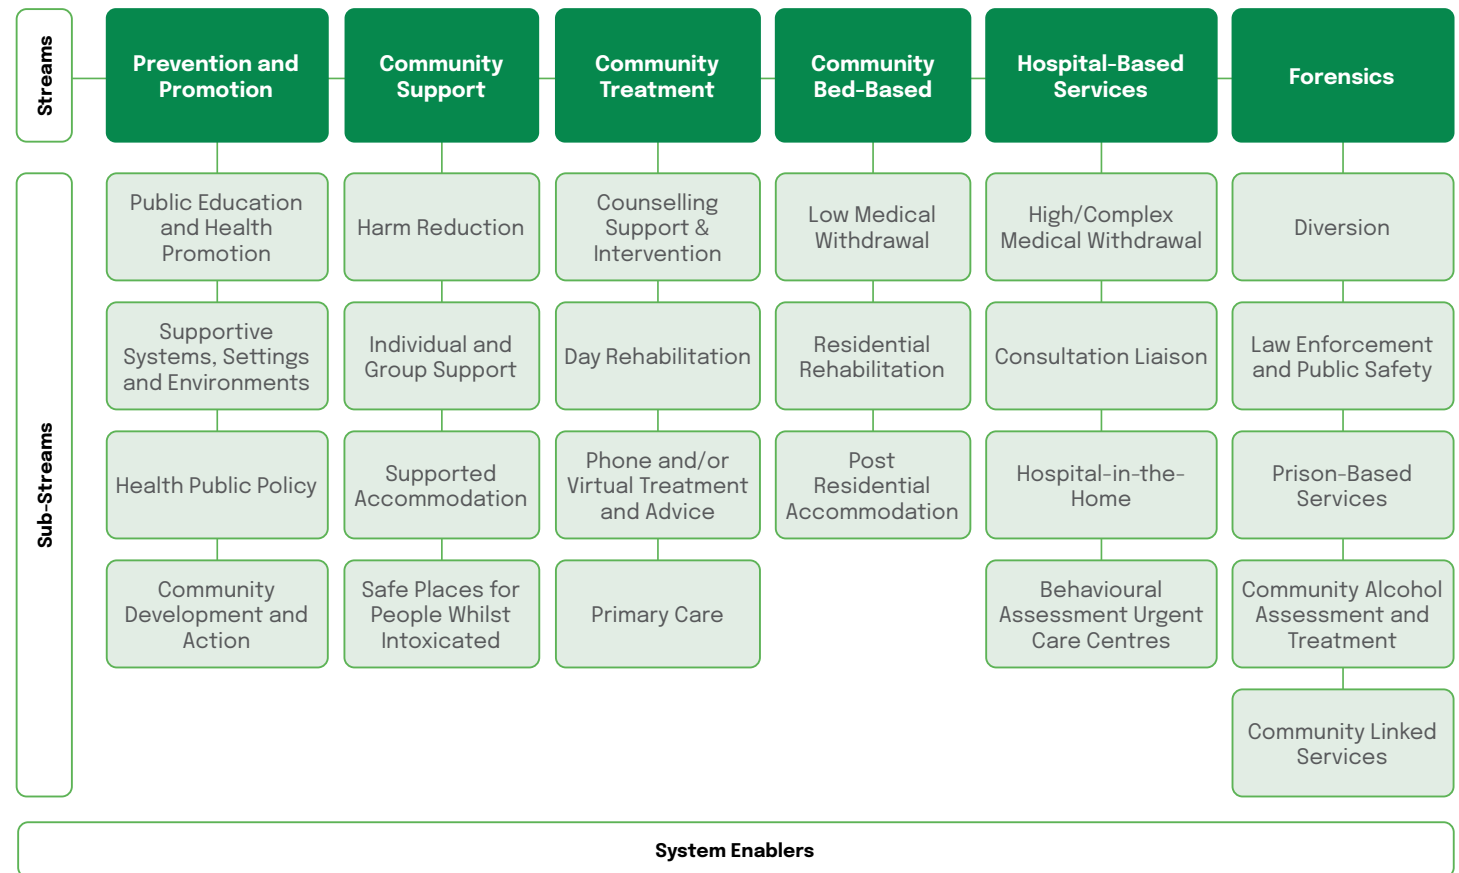 Streams
Prevention and
Promotion
Community
Support
Community
Treatment
Community
Bed-Based
Hospital-Based
Services
Forensics
Sub-Streams
Public Education
and Health
Promotion
Harm Reduction
Counselling
Support &
Intervention
Low Medical
Withdrawal
High/Complex
Medical Withdrawal
Diversion
Supportive
Systems, Settings
and Environments
Individual and
Group Support
Day Rehabilitation
Residential
Rehabilitation
Consultation Liaison
Law Enforcement
and Public Safety
Health Public Policy
Supported
Accommodation
Phone and/or
Virtual Treatment
and Advice
Post
Residential
Accommodation
Hospital-in-the-
Home
Prison-Based
Services
Community
Development and
Action
Safe Places for
People Whilst
Intoxicated
Primary Care
Behavioural
Assessment Urgent
Care Centres
Community Alcohol
Assessment and
Treatment
Community Linked
Services
System Enablers